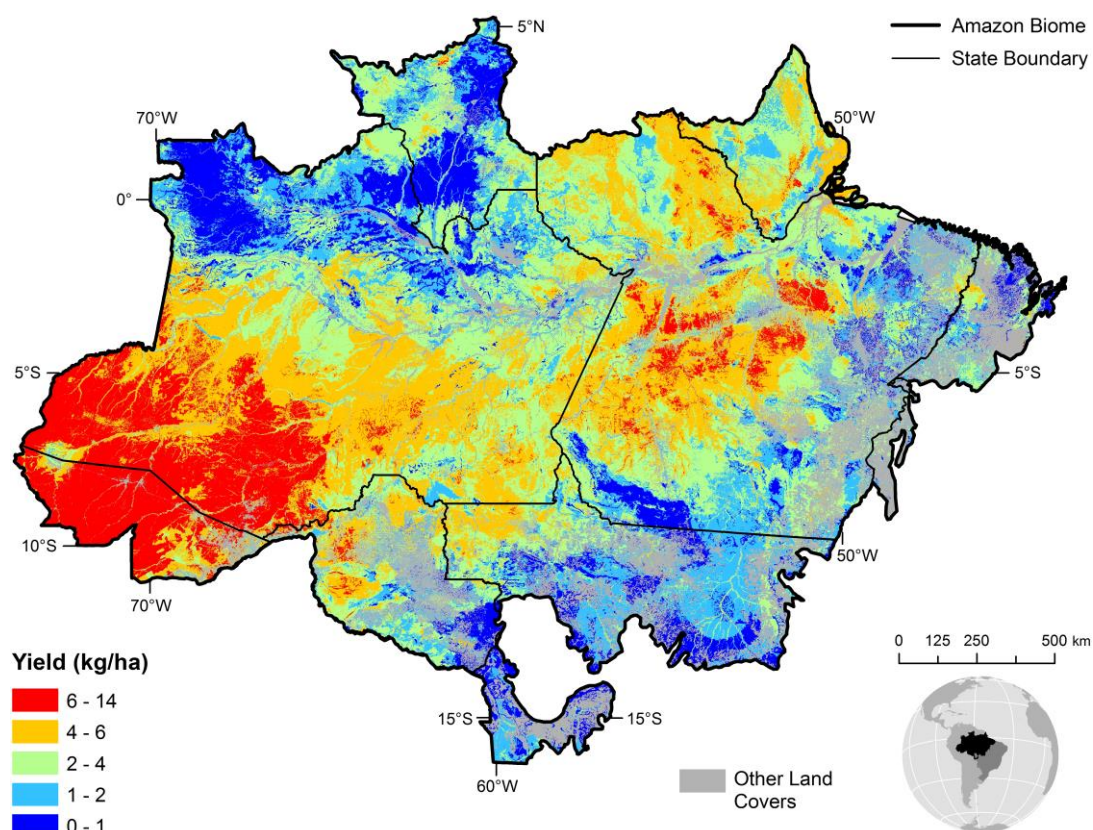 5°N
Amazon Biome
State Boundary
70°W
50°W
0°
5°S
5°S
10°S
50°W
70°W
0 125 250 500 km
Yield (kg/ha)
6 - 14
4 - 6
2 - 4
1 - 2
0 - 1
15°S
15°S
60°W
Other Land
Covers